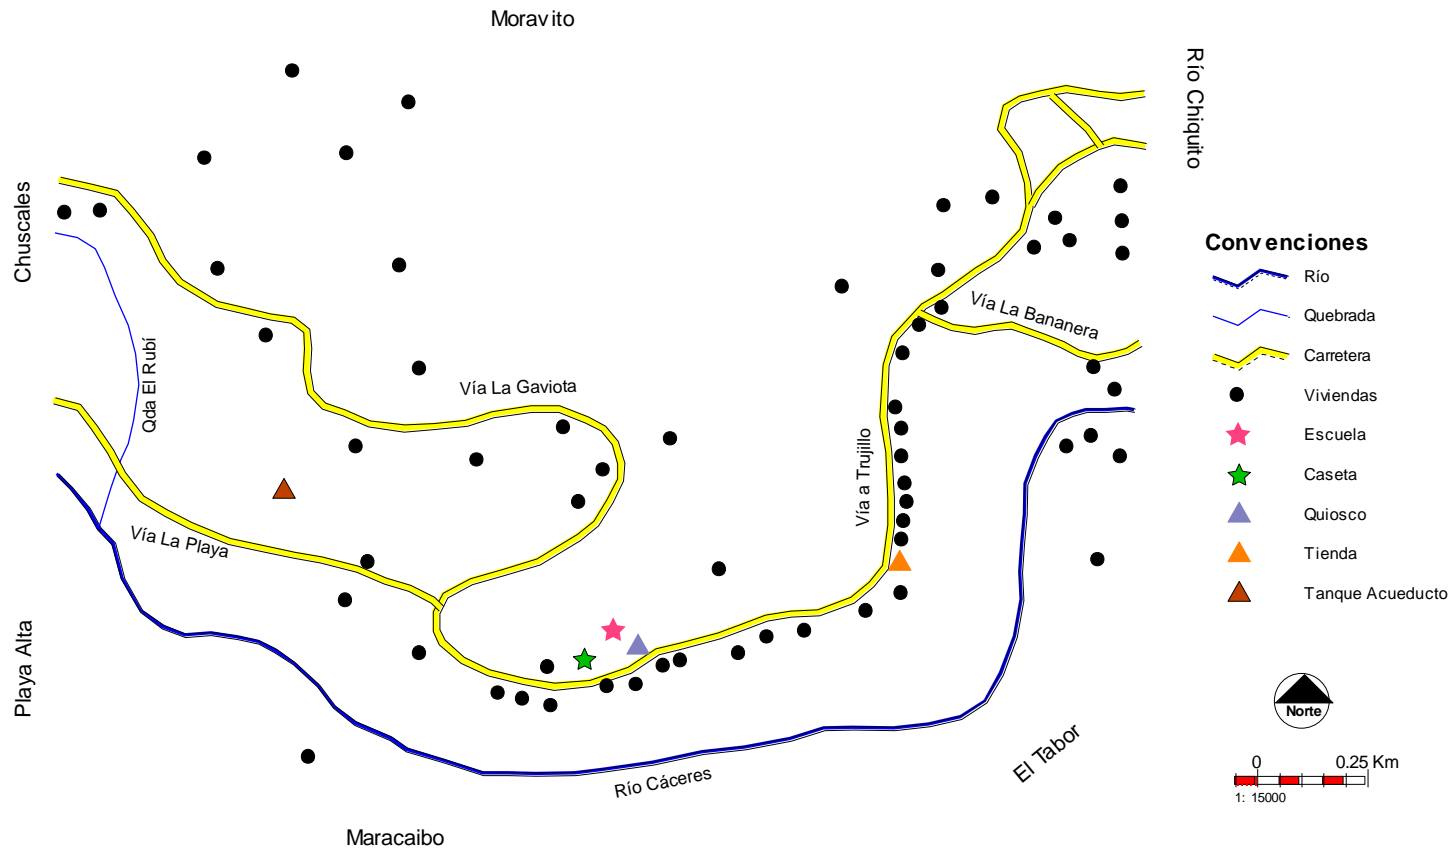 Moravito
Río Chiquito
Chuscales
Convenciones
Río
Vía La Bananera
Quebrada
Qda El Rubí
Carretera
Vía La Gaviota
Viviendas
Escuela
Vía a Trujillo
Caseta
Quiosco
Vía La Playa
Tienda
Tanque Acueducto
Playa Alta
Norte
El Tabor
0 0.25 Km
Río Cáceres
1: 15000
Maracaibo